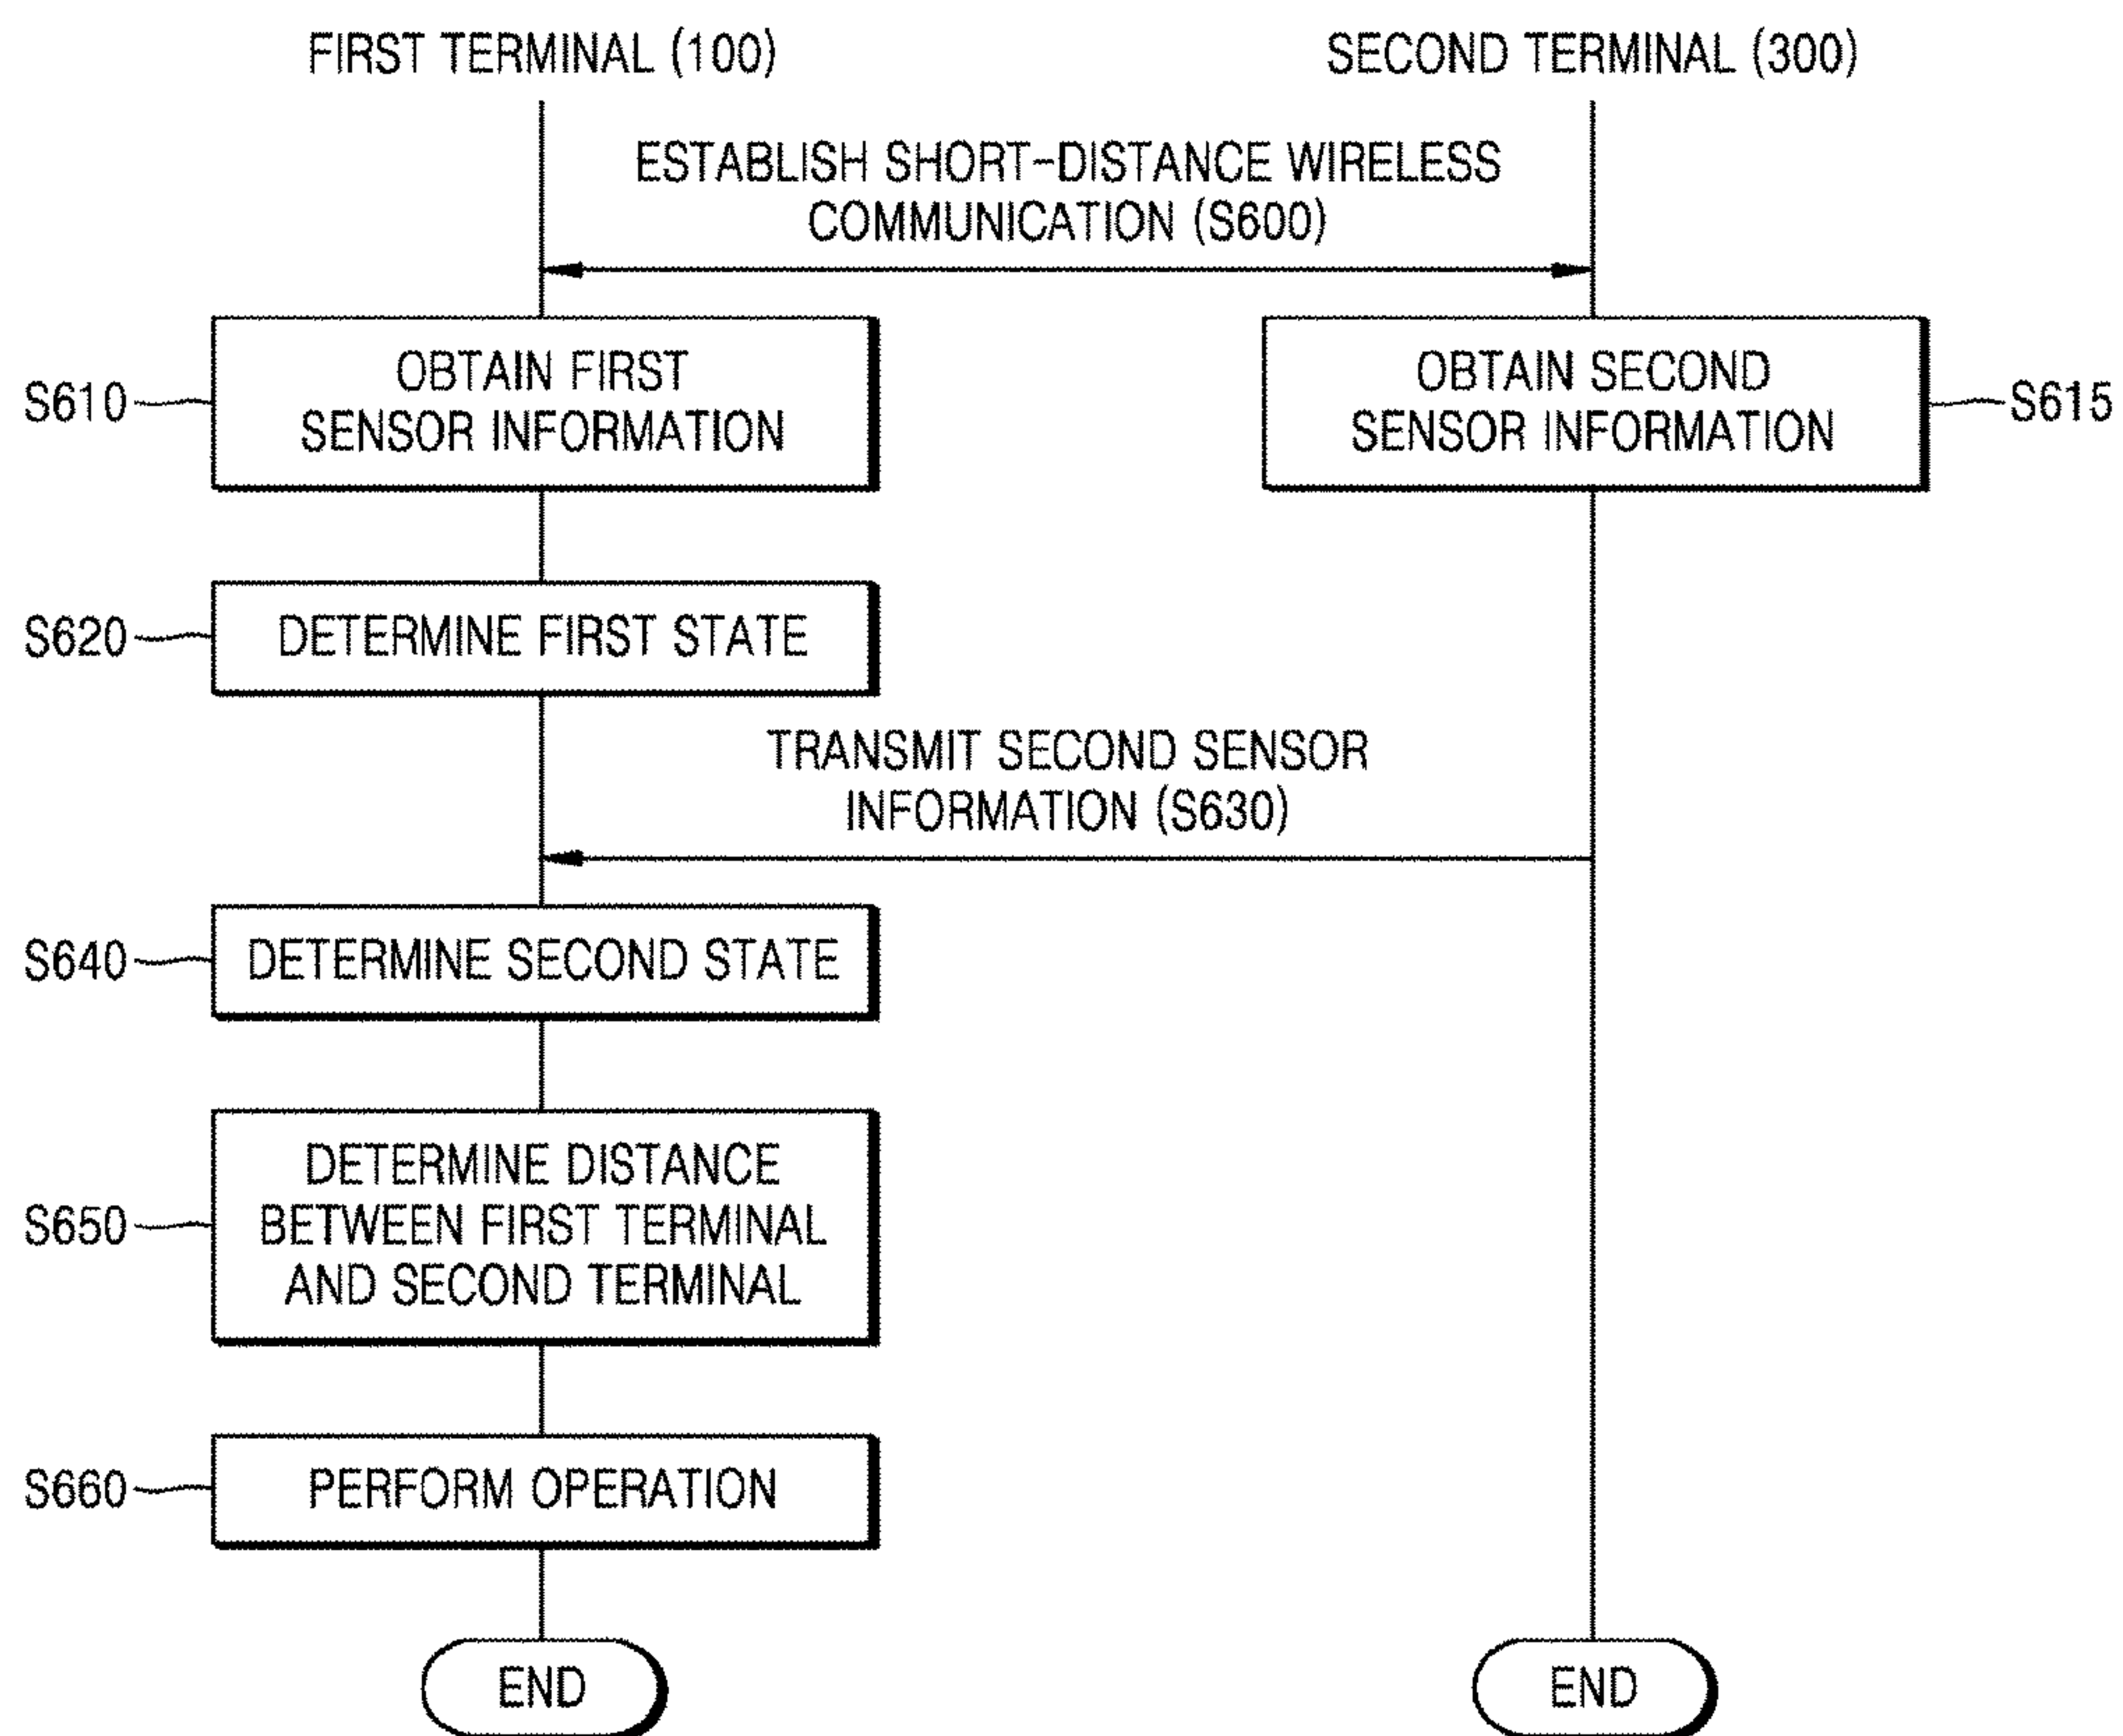 FIRST TERMINAL (100)
SECOND TERMINAL (300)
ESTABLISH SHORT-DISTANCE WIRELESS
COMMUNICATION (S600)
S610
OBTAIN FIRST
SENSOR INFORMATION
OBTAIN SECOND
SENSOR INFORMATION
S615
S620
DETERMINE FIRST STATE
TRANSMIT SECOND SENSOR
INFORMATION (S630)
S640
DETERMINE SECOND STATE
S650
DETERMINE DISTANCE
BETWEEN FIRST TERMINAL
AND SECOND TERMINAL
S660
PERFORM OPERATION
END
END